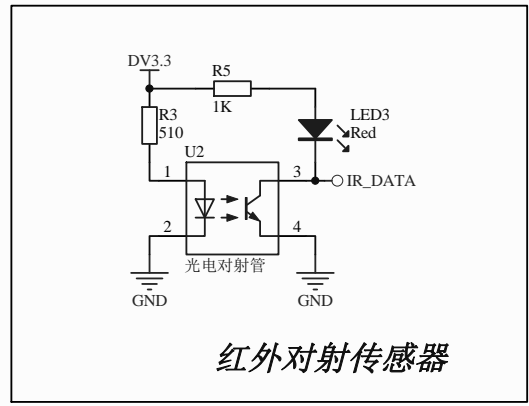 DV3.3
R5
1K
R3
510
LED3
Red
U2
1
3
IR_DATA
2
4
光电对射管
GND
GND
红外对射传感器